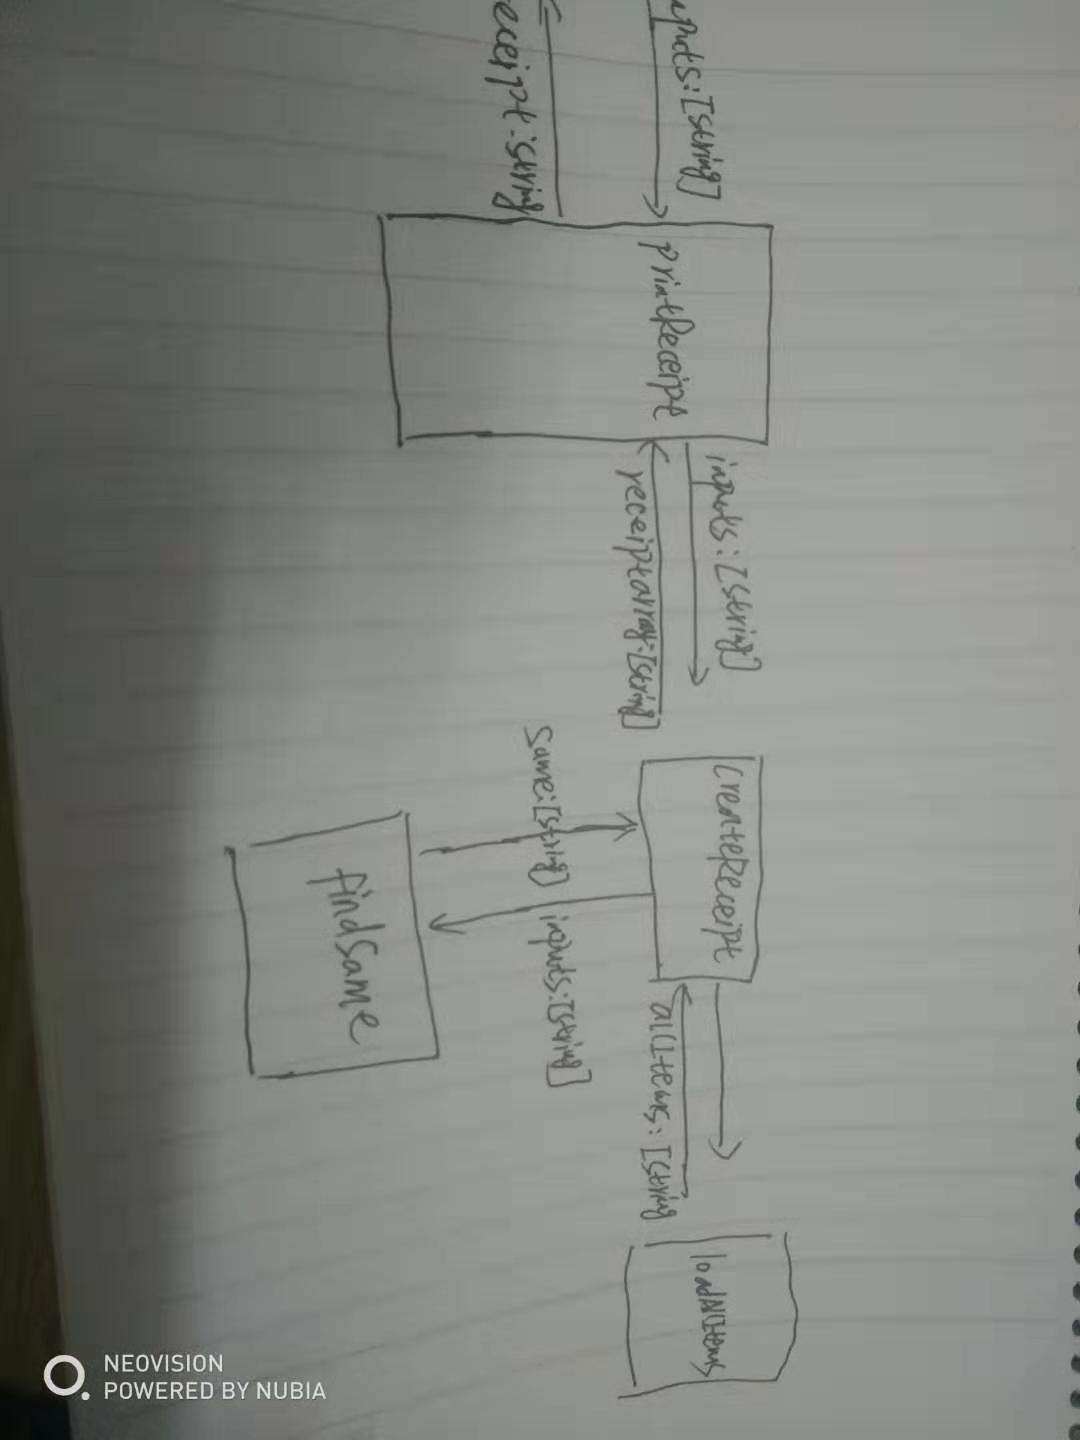 inputs:[string]
eceipt:string
printReceipt
inputs:[string]
receiptarray:[string]
createReceipt
allItems:[string
loadAllItems
same:[string]
inputs:[string]
findSame
NEOVISION
POWERED BY NUBIA